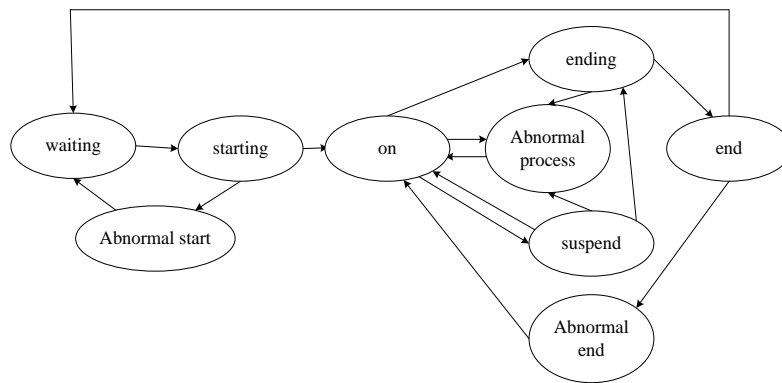 ending
waiting
starting
on
Abnormal
process
end
Abnormal start
suspend
Abnormal
end